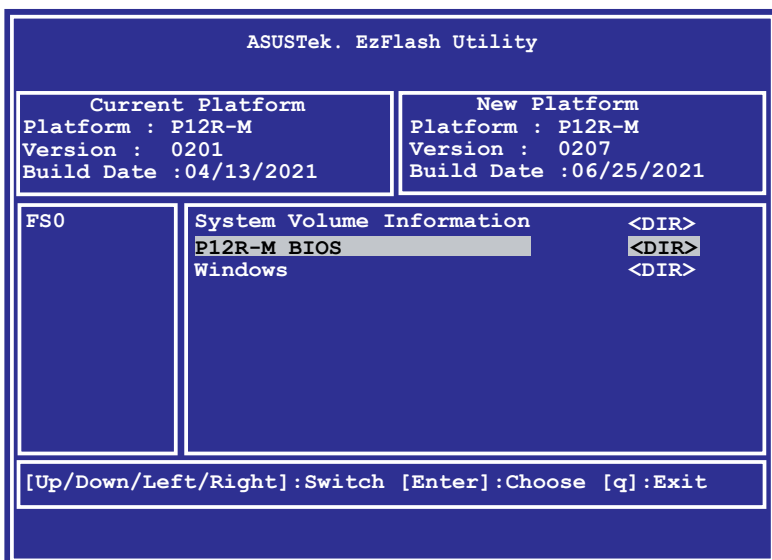 ASUSTek. EzFlash Utility
Current Platform
Platform : P12R-M
Version : 0201
Build Date :04/13/2021
New Platform
Platform : P12R-M
Version : 0207
Build Date :06/25/2021
FS0
System Volume Information <DIR>
P12R-M BIOS <DIR>
Windows <DIR>
[Up/Down/Left/Right]:Switch [Enter]:Choose [q]:Exit